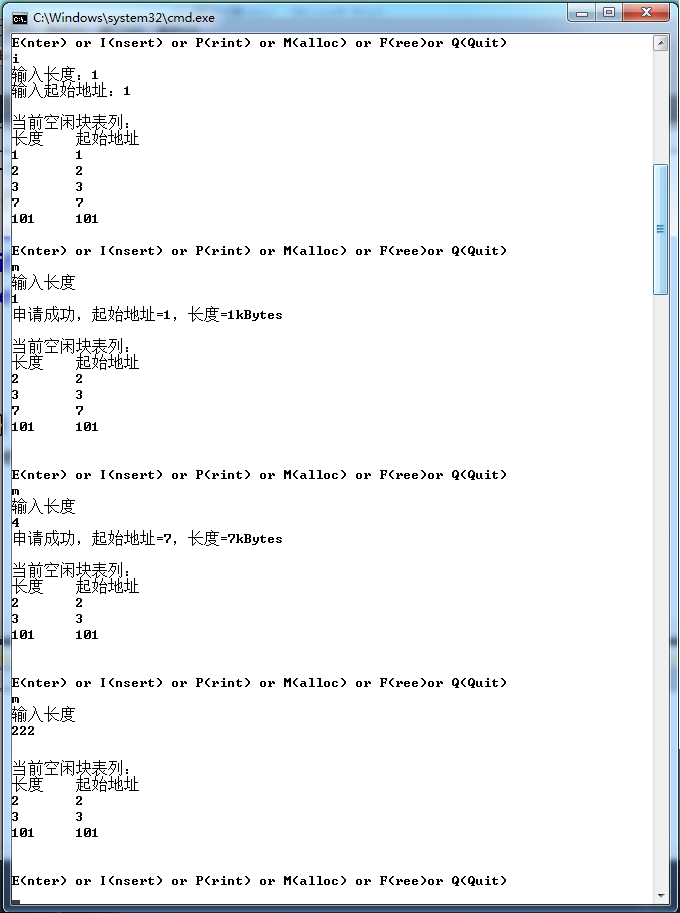 C:\Windows\system32\cmd.exe
E(nter) or I(nsert) or P(rint) or M(alloc) or F(ree)or Q(Quit)
i
输入长度：1
输入起始地址：1
当前空闲块表列：
长度 起始地址
1 1
2 2
3 3
7 7
101 101
E(nter) or I(nsert) or P(rint) or M(alloc) or F(ree)or Q(Quit)
m
输入长度
1
申请成功，起始地址=1，长度=1kBytes
当前空闲块表列：
长度 起始地址
2 2
3 3
7 7
101 101
E(nter) or I(nsert) or P(rint) or M(alloc) or F(ree)or Q(Quit)
m
输入长度
4
申请成功，起始地址=7，长度=7kBytes
当前空闲块表列：
长度 起始地址
2 2
3 3
101 101
E(nter) or I(nsert) or P(rint) or M(alloc) or F(ree)or Q(Quit)
m
输入长度
222
当前空闲块表列：
长度 起始地址
2 2
3 3
101 101
E(nter) or I(nsert) or P(rint) or M(alloc) or F(ree)or Q(Quit)